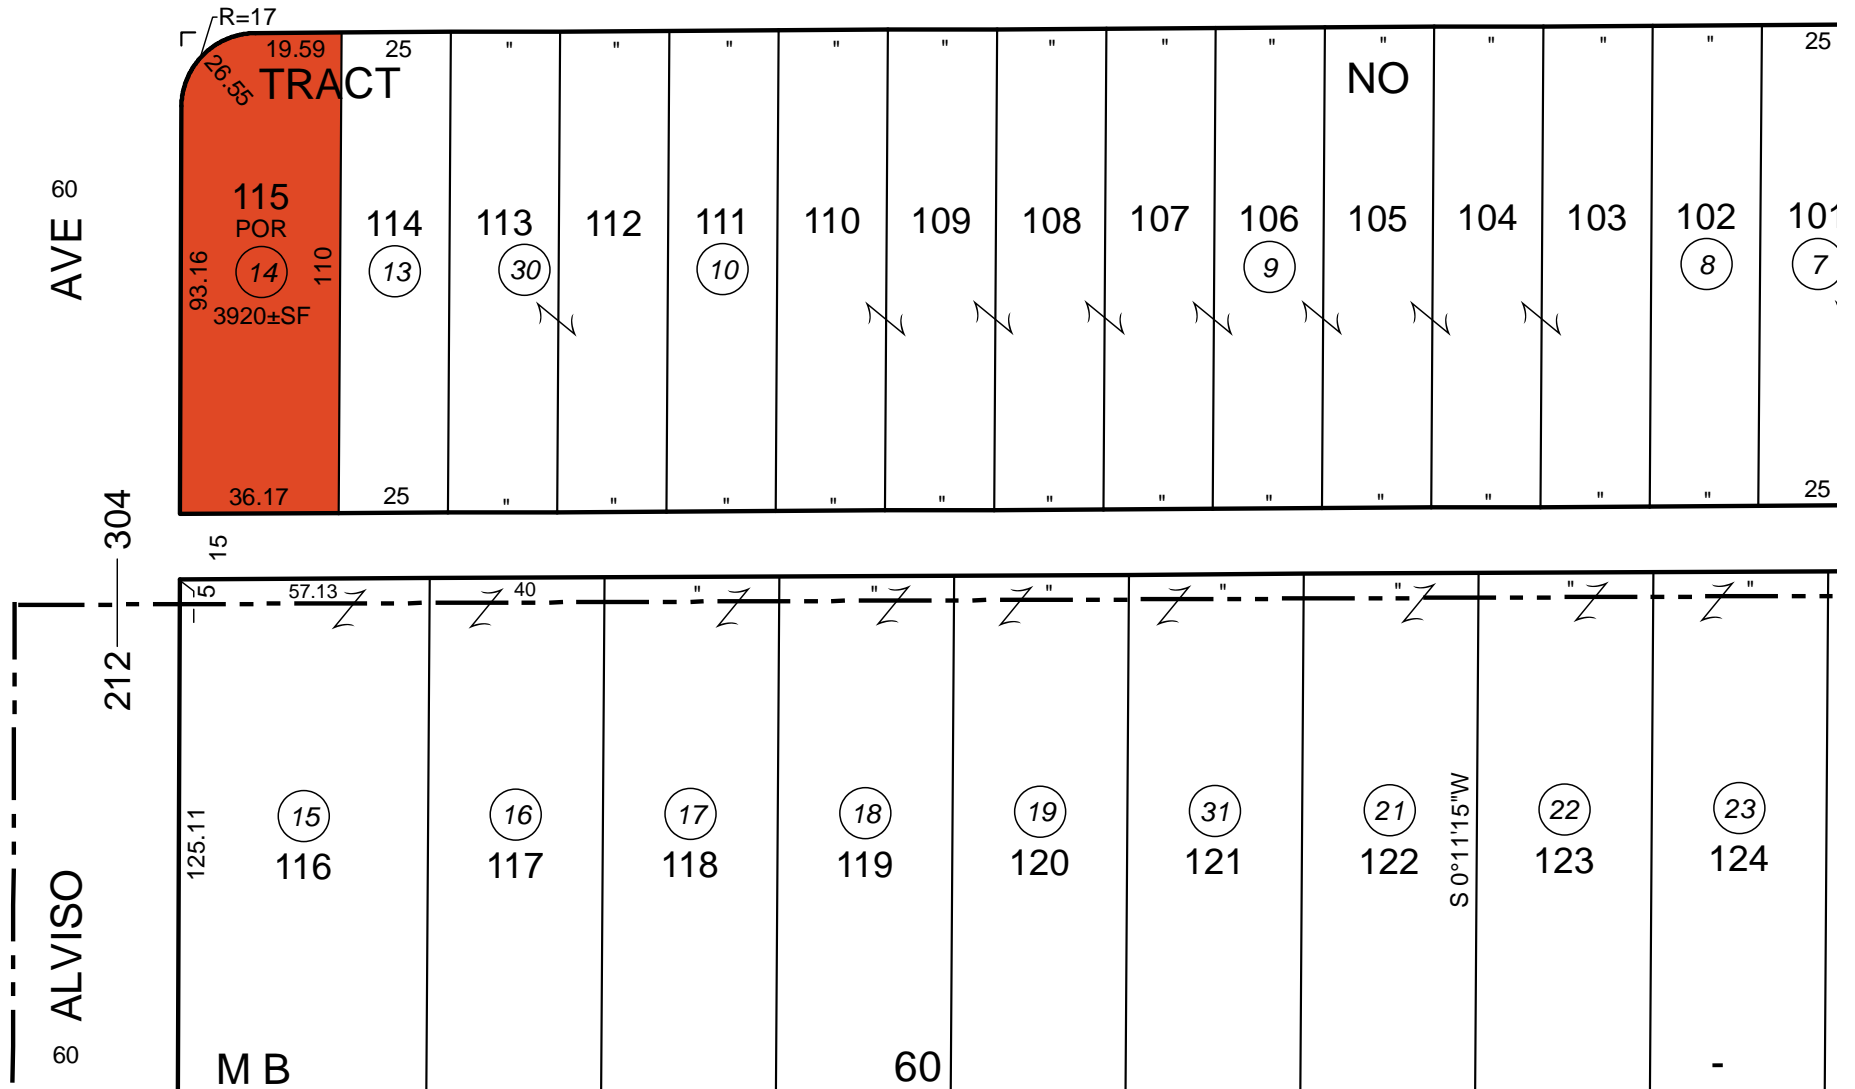 R=17
19.59 25 " " " " " " " " " " " " 25
26.55
TRACT NO
60
AVE
115 114 113 112 111 110 109 108 107 106 105 104 103 102 101
POR
14 13 30 10 9 8 7
93.16 110
3920±SF
36.17 25 " " " " " " " " " " " " 25
304
15
5 57.13 40 " " " " " " "
212
15 16 17 18 19 31 21 22 23
125.11
S 0°11'15"W
116 117 118 119 120 121 122 123 124
ALVISO
60
M B 60 -